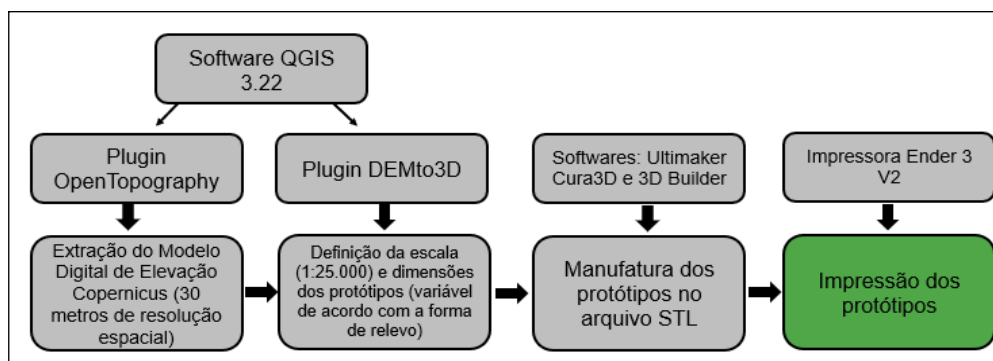 Software QGIS
3.22
Plugin
OpenTopography
Plugin DEMto3D
Softwares: Ultimaker
Cura3D e 3D Builder
Impressora Ender 3
V2
Extração do Modelo
Digital de Elevação
Copernicus (30
metros de resolução
espacial)
Definição da escala
(1:25.000) e dimensões
dos protótipos (variável
de acordo com a forma
de relevo)
Manufatura dos
protótipos no
arquivo STL
Impressão dos
protótipos